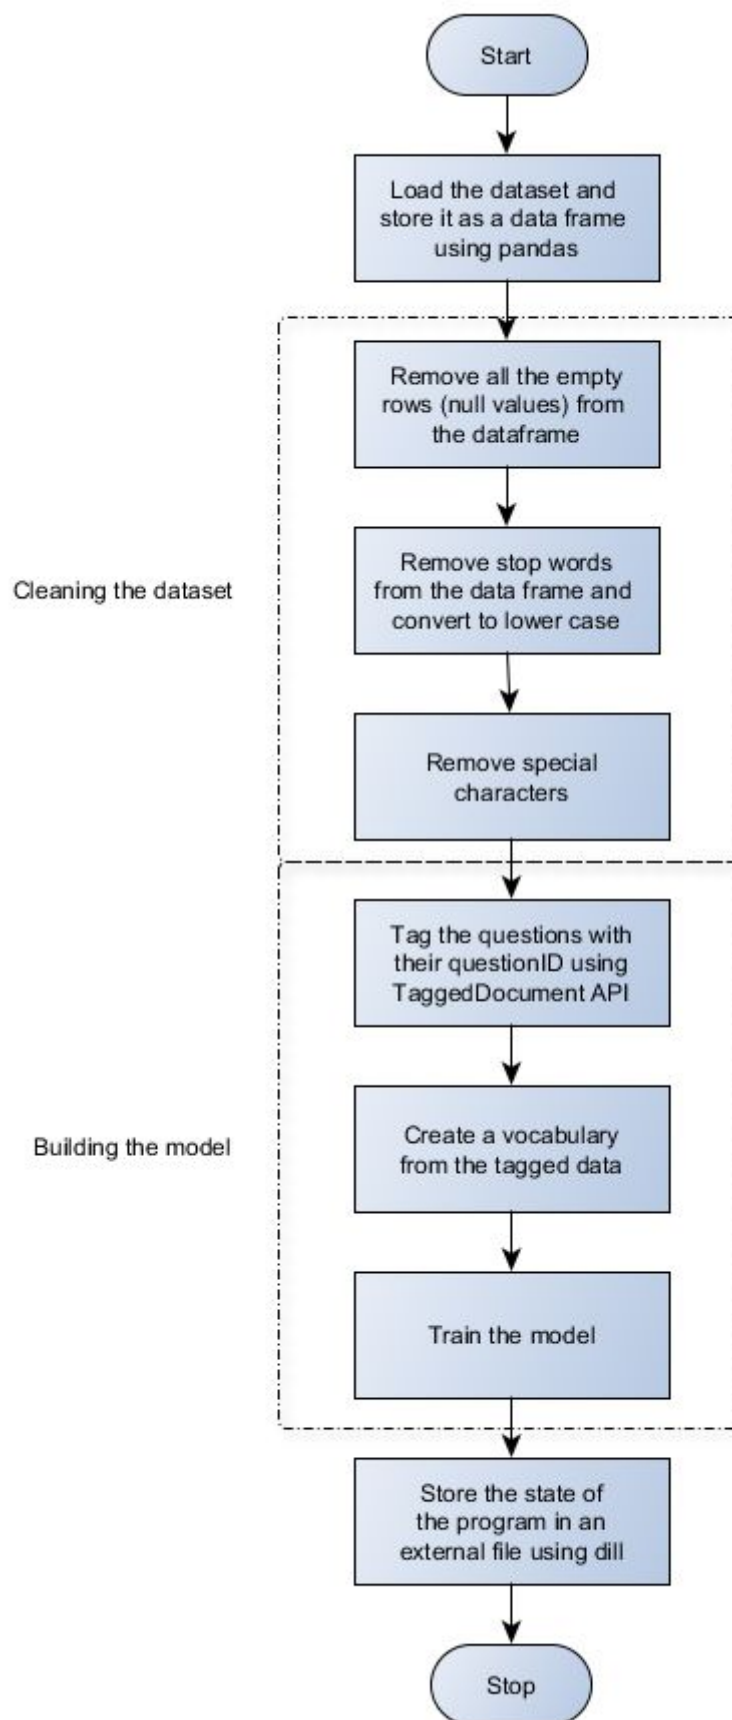 Start
Load the dataset and
store it as a data frame
using pandas
Remove all the empty
rows (null values) from
the dataframe
Cleaning the dataset
Remove stop words
from the data frame and
convert to lower case
Remove special
characters
Tag the questions with
their questionID using
TaggedDocument API
Building the model
Create a vocabulary
from the tagged data
Train the model
Store the state of
the program in an
external file using dill
Stop